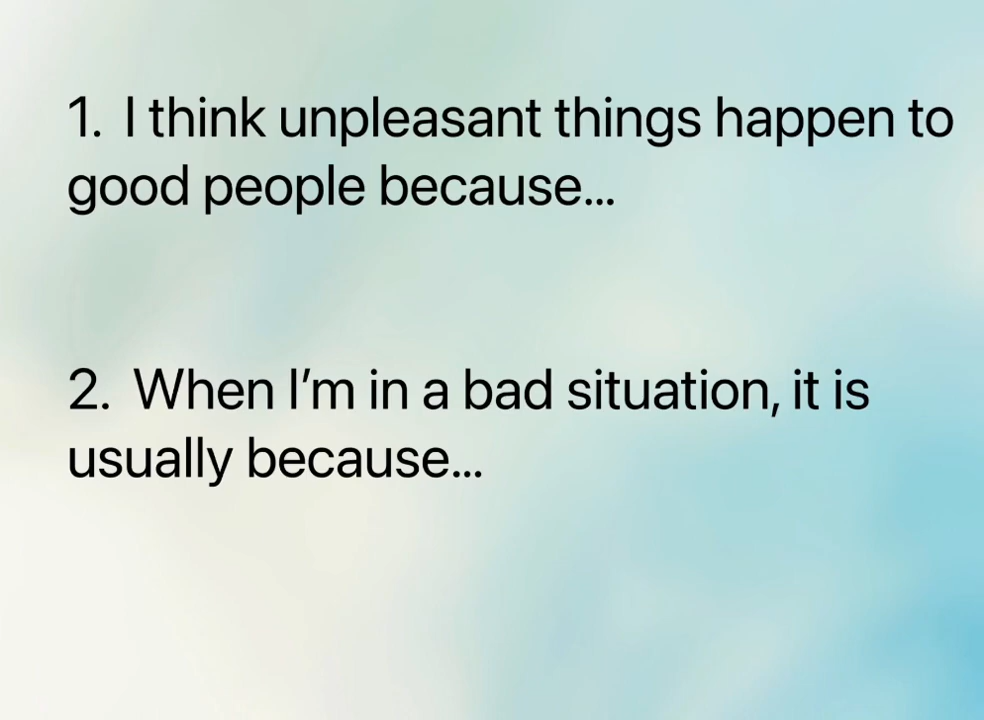 1. I think unpleasant things happen to
good people because...
2. When I’m in a bad situation, it is
usually because...